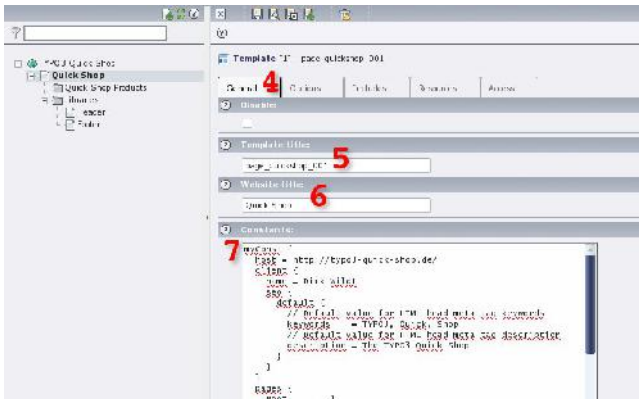 TYPO3 Quick Shop
Quick Shop
Quick Shop Products
libraries
Header
Footer
Template "1" page_quickshop_001
General
4
Options
Includes
Resources
Access
Disable:
Template title:
5
page_quickshop_001
Website title:
6
Quick Shop
Constants:
7
myConst {
host = http://typo3-quick-shop.de/
client {
name =
seo {
default {
// Default value for HTML head meta tag keywords
keywords = TYPO3, Quick, Shop
// Default value for HTML head meta tag description
description = The TYPO3 Quick Shop
}
}
}
pages {